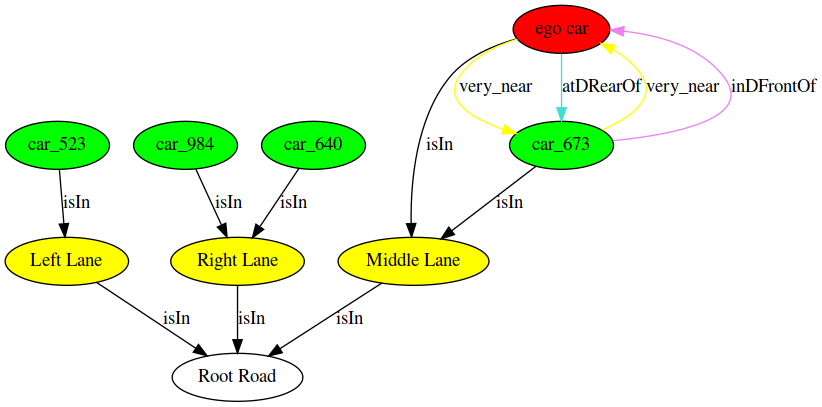 ego car
very_near
atDRearOf
very_near
inDFrontOf
car_523
car_984
car_640
isIn
car_673
isIn
isIn
isIn
isIn
Left Lane
Right Lane
Middle Lane
isIn
isIn
isIn
Root Road